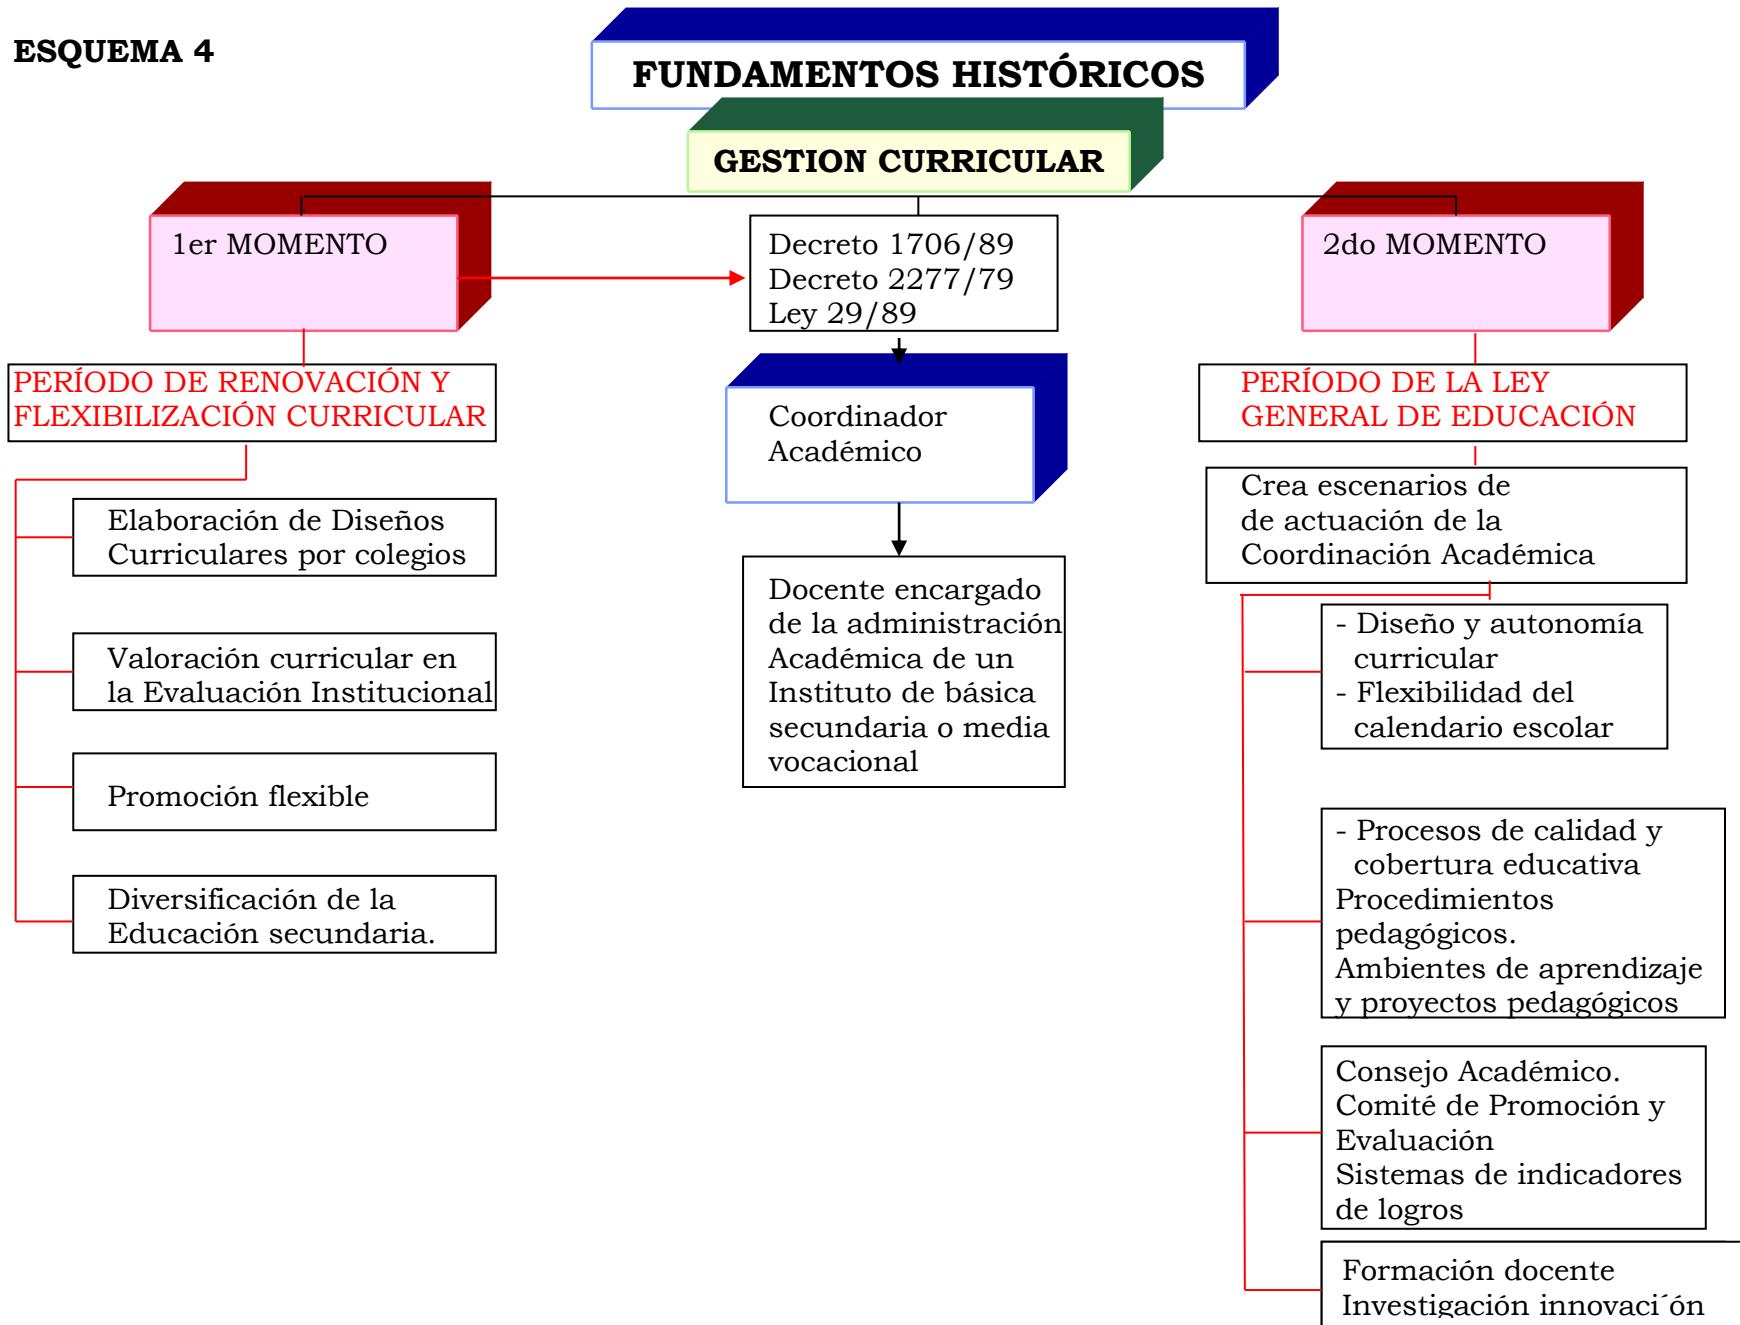 ESQUEMA 4
FUNDAMENTOS HISTÓRICOS
GESTION CURRICULAR
1er MOMENTO
PERÍODO DE RENOVACIÓN Y
FLEXIBILIZACIÓN CURRICULAR
Elaboración de Diseños
Curriculares por colegios
Valoración curricular en
la Evaluación Institucional
Promoción flexible
Diversificación de la
Educación secundaria.
Decreto 1706/89
Decreto 2277/79
Ley 29/89
Coordinador
Académico
Docente encargado
de la administración
Académica de un
Instituto de básica
secundaria o media
vocacional
2do MOMENTO
PERÍODO DE LA LEY
GENERAL DE EDUCACIÓN
Crea escenarios de
de actuación de la
Coordinación Académica
- Diseño y autonomía
curricular
- Flexibilidad del
calendario escolar
- Procesos de calidad y
cobertura educativa
Procedimientos
pedagógicos.
Ambientes de aprendizaje
y proyectos pedagógicos
Consejo Académico.
Comité de Promoción y
Evaluación
Sistemas de indicadores
de logros
Formación docente
Investigación innovaci´ón